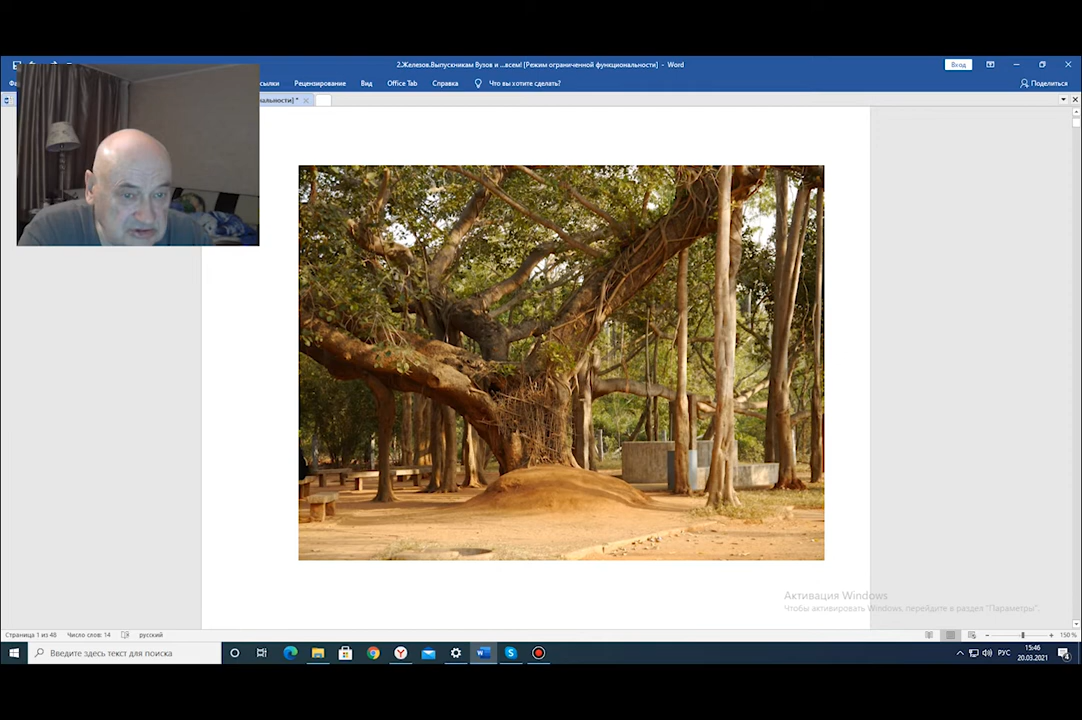 2.Железов.Выпускникам Вузов и ...всем! [Режим ограниченной функциональности] - Word
Вход
Рецензирование
Вид
Office Tab
Справка
Что вы хотите сделать?
Поделиться
Активация Windows
Чтобы активировать Windows, перейдите в раздел "Параметры".
Страница 1 из 48
Число слов: 14
русский
150 %
Введите здесь текст для поиска
РУС
15:46
20.03.2021
4